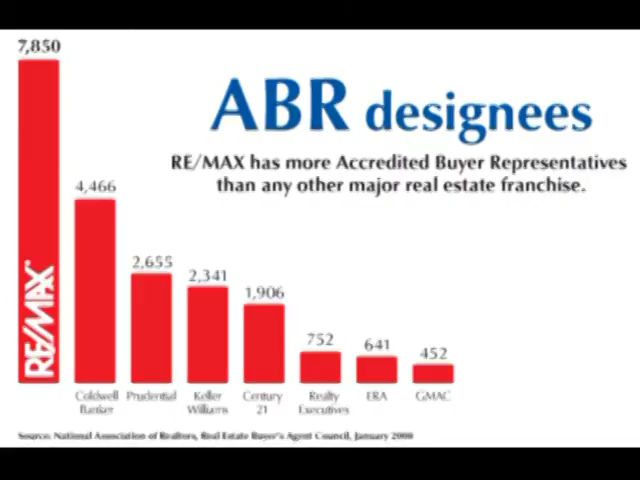 7,850
ABR designees
RE/MAX has more Accredited Buyer Representatives
than any other major real estate franchise.
4,466
2,655
2,341
1,906
752
641
452
RE/MAX
Coldwell Banker
Prudential
Keller Williams
Century 21
Realty Executives
ERA
GMAC
Source: National Association of Realtors, Real Estate Buyer's Agent Council, January